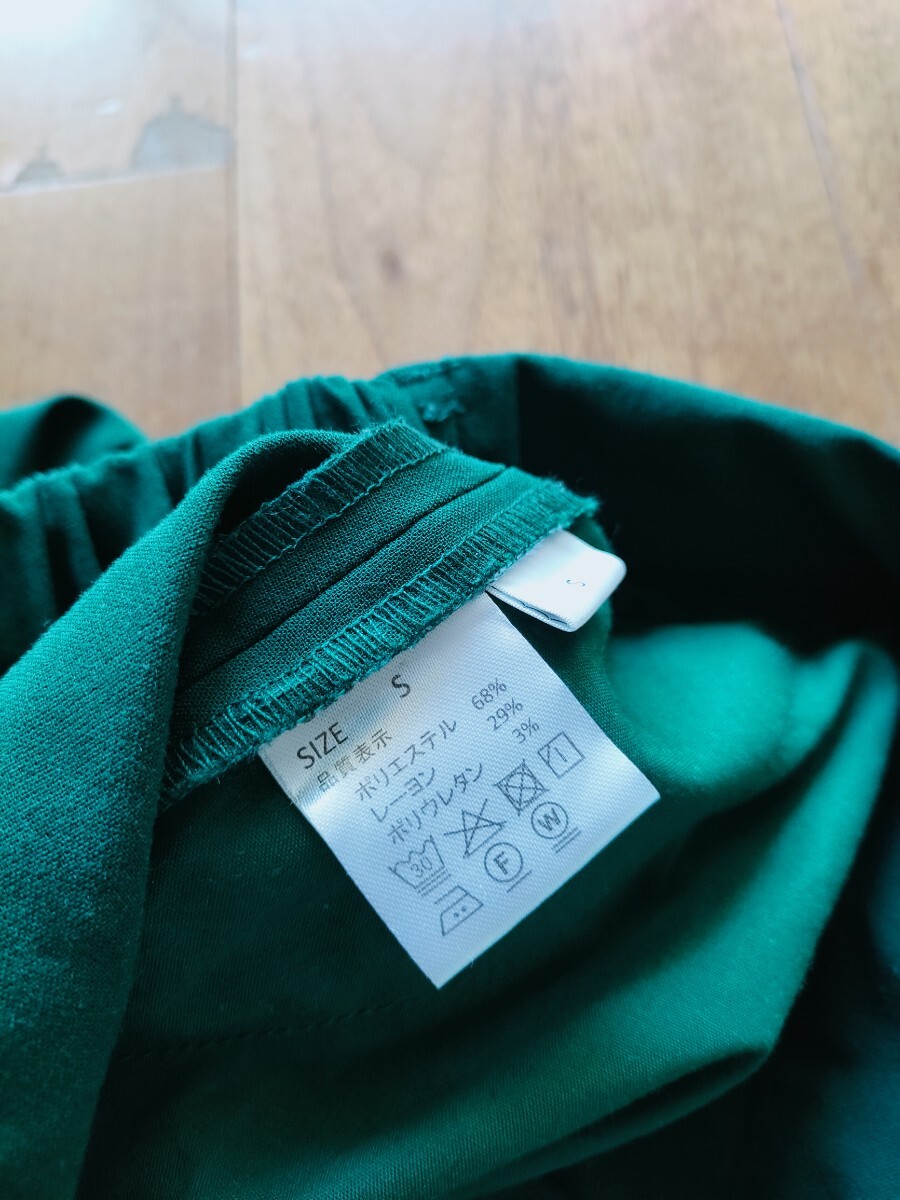 S
SIZE S
品質表示
ポリエステル 68%
レーヨン 29%
ポリウレタン 3%
30
F W